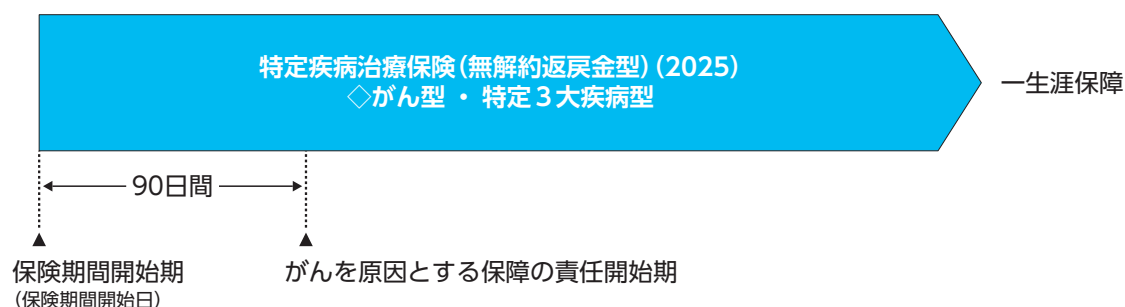 特定疾病治療保険(無解約返戻金型)(2025)
◇がん型 ・ 特定3大疾病型
一生涯保障
90日間
保険期間開始期
(保険期間開始日)
がんを原因とする保障の責任開始期